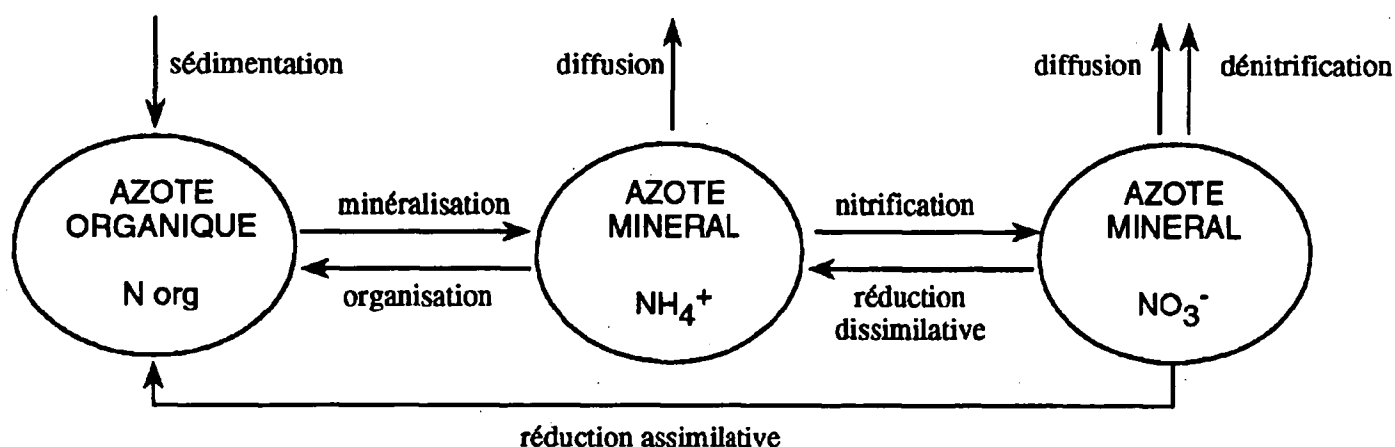 sédimentation
diffusion
diffusion
dénitrification
AZOTE
ORGANIQUE
N org
minéralisation
organisation
AZOTE
MINERAL
NH4+
nitrification
réduction
dissimilative
AZOTE
MINERAL
NO3-
réduction assimilative